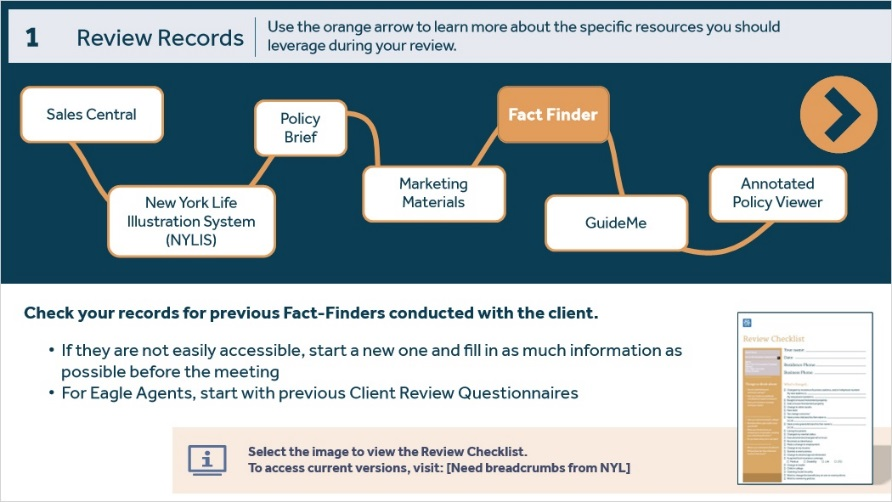 1
Review Records
Use the orange arrow to learn more about the specific resources you should
leverage during your review.
Sales Central
New York Life
Illustration System
(NYLIS)
Policy
Brief
Marketing
Materials
Fact Finder
GuideMe
Annotated
Policy Viewer
Check your records for previous Fact-Finders conducted with the client.
• If they are not easily accessible, start a new one and fill in as much information as
possible before the meeting
• For Eagle Agents, start with previous Client Review Questionnaires
Review Checklist
Select the image to view the Review Checklist.
To access current versions, visit: [Need breadcrumbs from NYL]